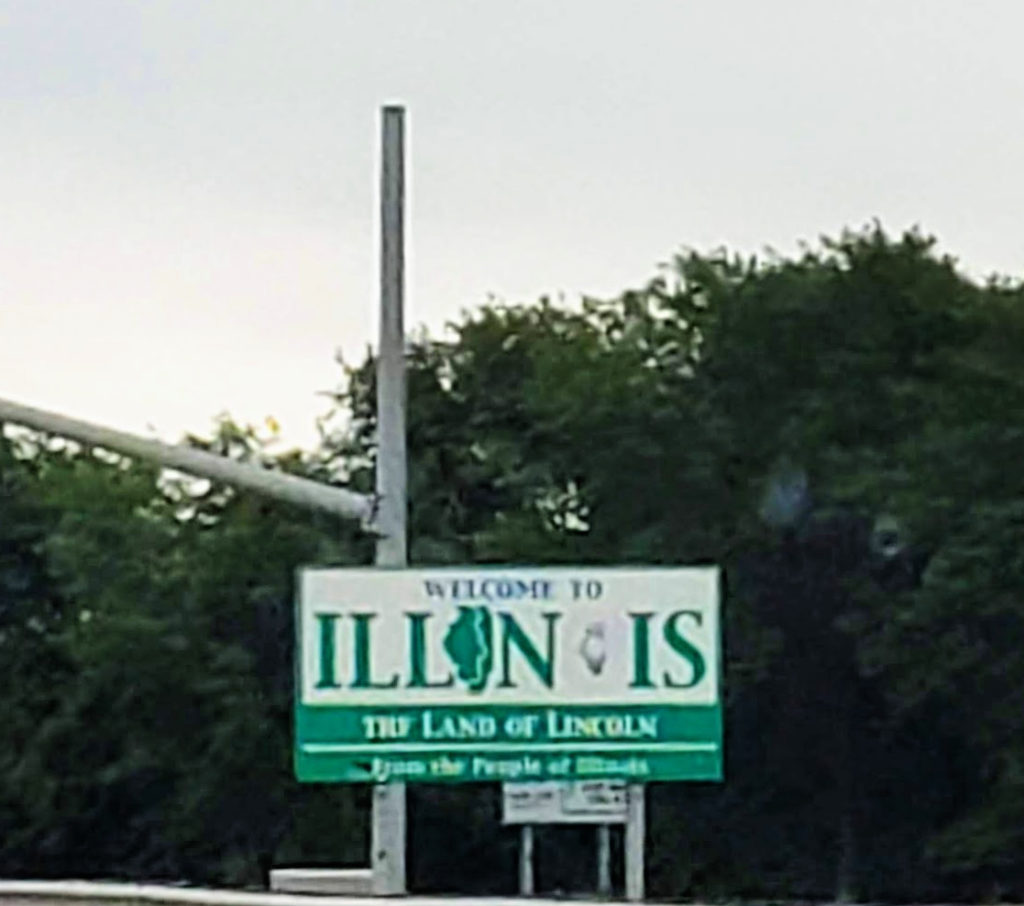 WELCOME TO
ILLINOIS
THE LAND OF LINCOLN
From the People of Illinois